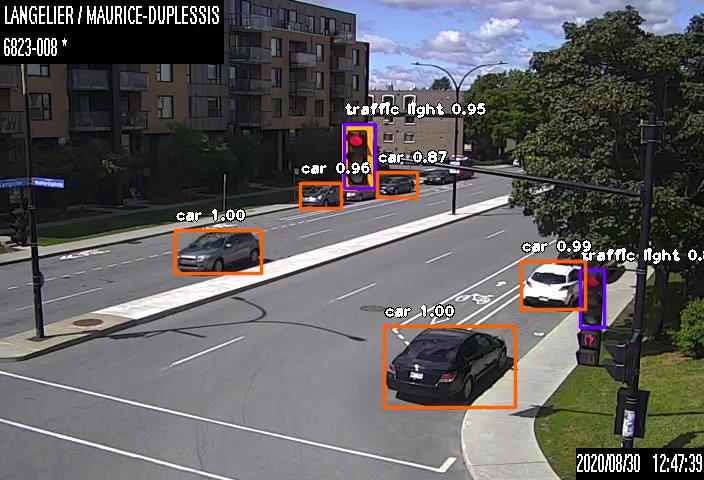 LANGELIER / MAURICE-DUPLESSIS
6823-008 *
traffic light 0.95
car 0.96
car 0.87
car 1.00
car 0.99
traffic light 0.8
car 1.00
2020/08/30 12:47:39